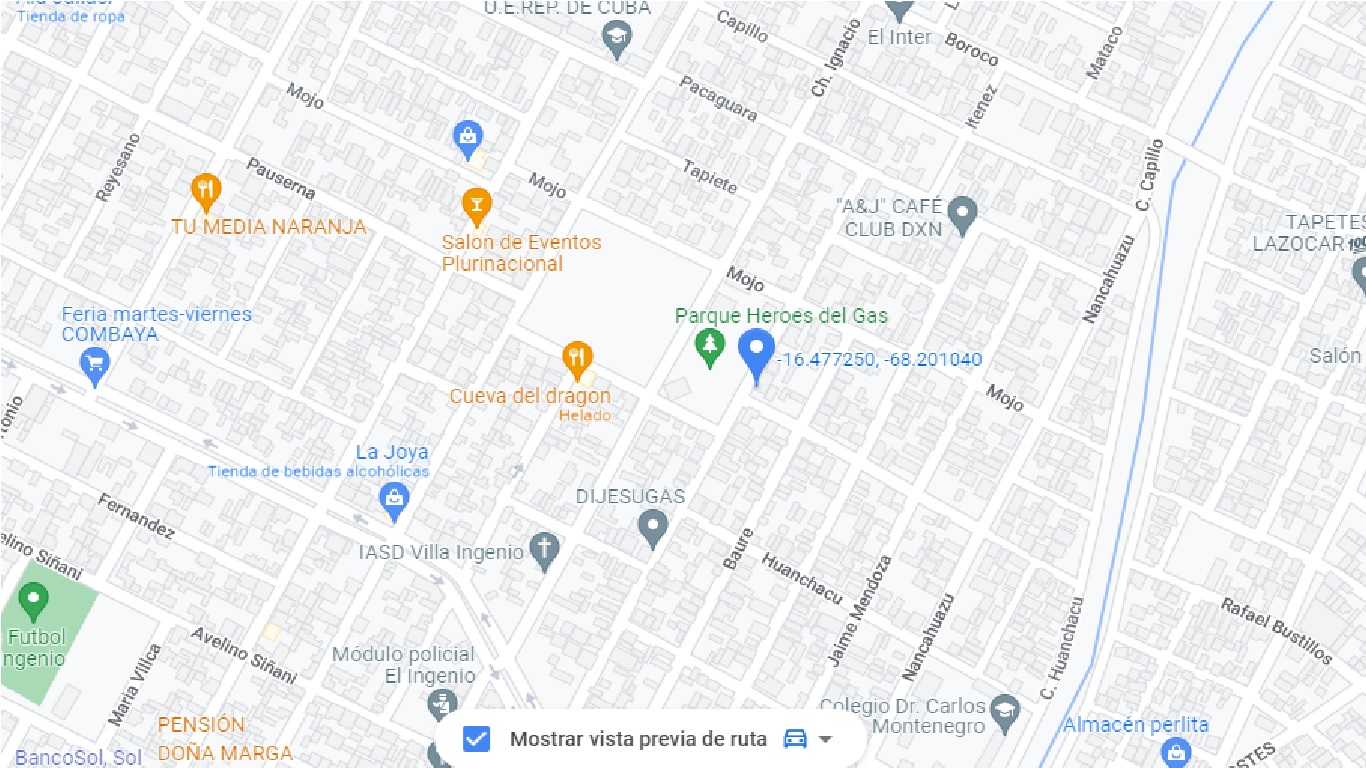 Tienda de ropa
U.E.REP. DE CUBA
Capillo
Ch. Ignacio
El Inter
Boroco
Mataco
Mojo
Pacaguara
Itenez
Reyesano
Pauserna
TU MEDIA NARANJA
Mojo
Tapiete
C. Capillo
"A&J" CAFÉ
CLUB DXN
TAPETES
LAZOCAR
Salon de Eventos
Plurinacional
Mojo
Nancahuazu
Feria martes-viernes
COMBAYA
Parque Heroes del Gas
-16.477250, -68.201040
Salón
Cueva del dragon
Helado
Mojo
La Joya
Tienda de bebidas alcohólicas
Fernandez
DIJESUGAS
IASD Villa Ingenio
Baure
Huanchacu
Jaime Mendoza
Nancahuazu
C. Huanchacu
Rafael Bustillos
elino Siñani
Futbol
ngenio
Avelino Siñani
Maria Villca
Módulo policial
El Ingenio
Colegio Dr. Carlos
Montenegro
Almacén perlita
PENSIÓN
DOÑA MARGA
BancoSol, Sol
Mostrar vista previa de ruta